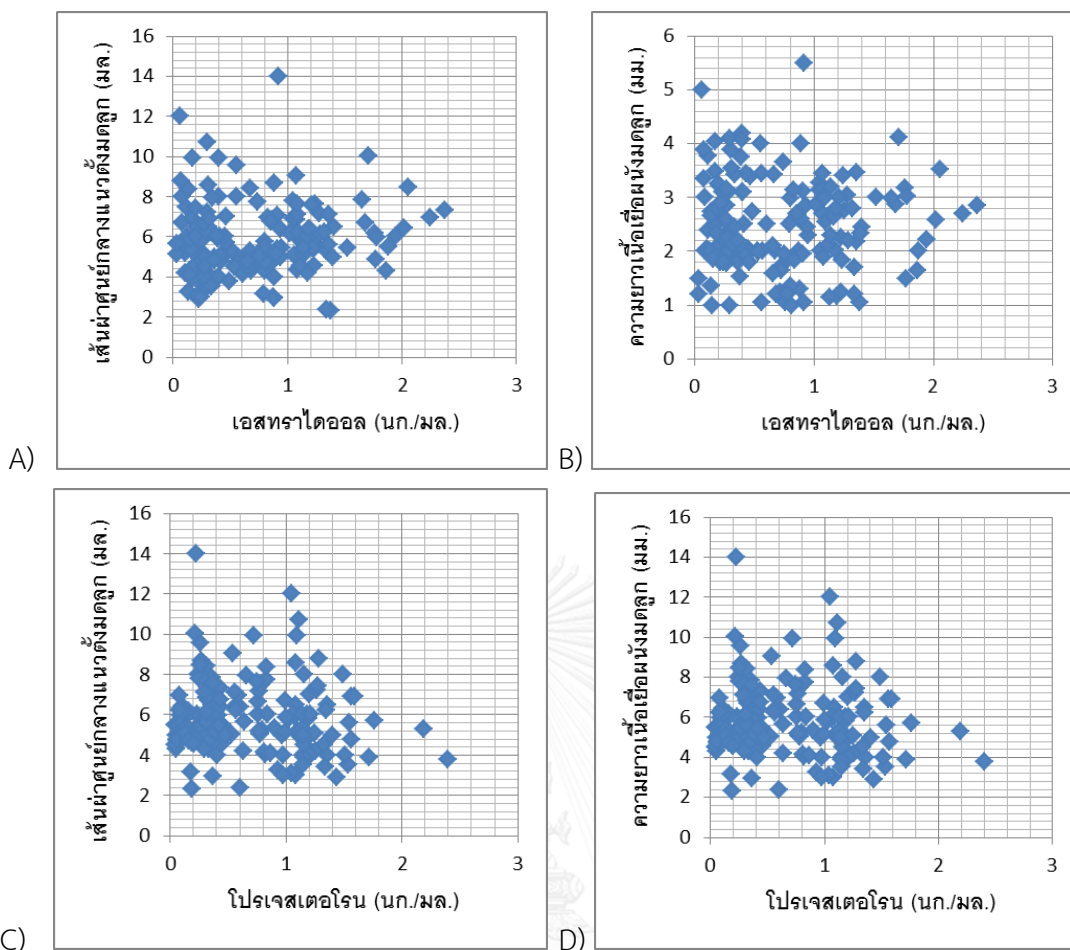 A)
เส้นผ่าศูนย์กลางแนวตั้งมดลูก (มล.)
16
14
12
10
8
6
4
2
0
0 1 2 3
เอสทราไดออล (นก./มล.)
B)
ความยาวเนื้อเยื่อผนังมดลูก (มม.)
6
5
4
3
2
1
0
0 1 2 3
เอสทราไดออล (นก./มล.)
C)
เส้นผ่าศูนย์กลางแนวตั้งมดลูก (มล.)
16
14
12
10
8
6
4
2
0
0 1 2 3
โปรเจสเตอโรน (นก./มล.)
D)
ความยาวเนื้อเยื่อผนังมดลูก (มม.)
16
14
12
10
8
6
4
2
0
0 1 2 3
โปรเจสเตอโรน (นก./มล.)